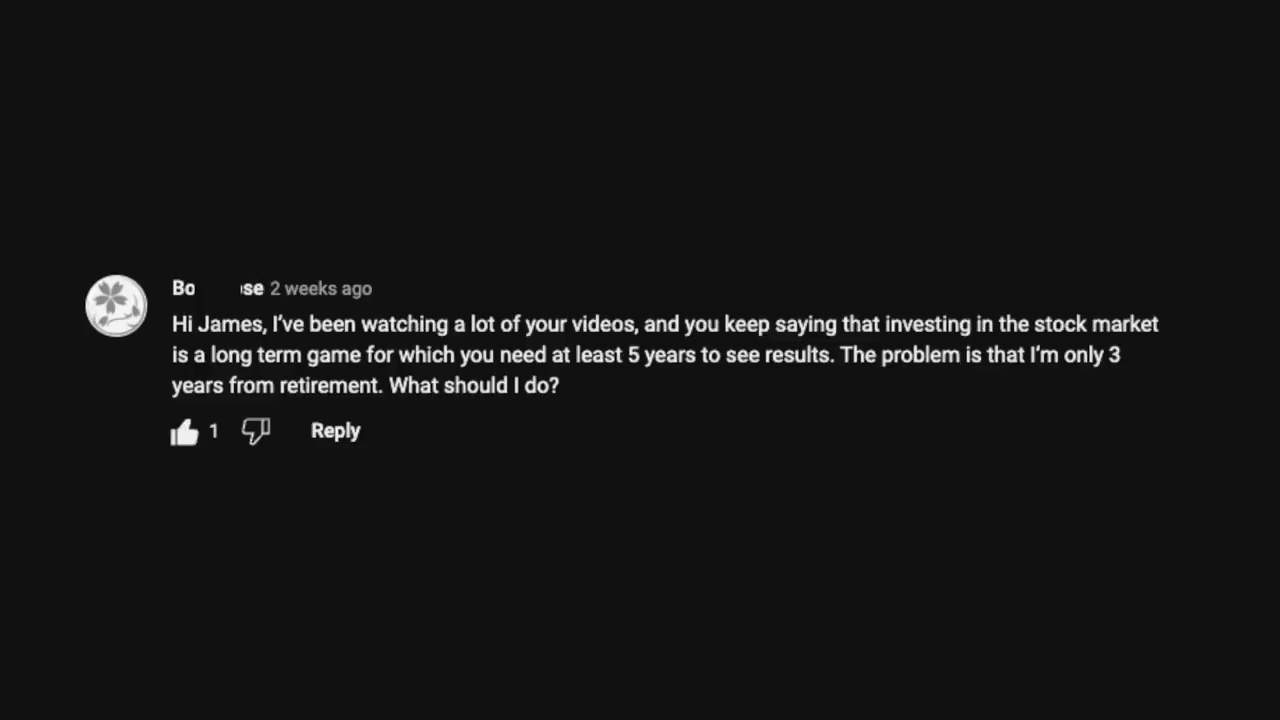 2 weeks ago
Hi James, I've been watching a lot of your videos, and you keep saying that investing in the stock market
is a long term game for which you need at least 5 years to see results. The problem is that I'm only 3
years from retirement. What should I do?
1 Reply